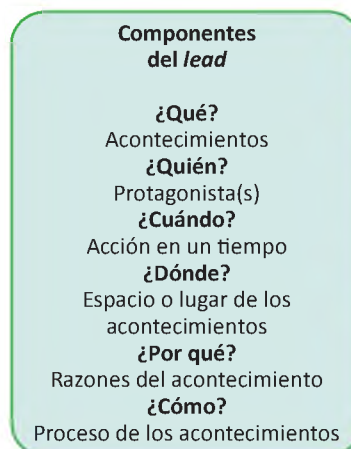 Componentes
del lead
¿Qué?
Acontecimientos
¿Quién?
Protagonista(s)
¿Cuándo?
Acción en un tiempo
¿Dónde?
Espacio o lugar de los
acontecimientos
¿Por qué?
Razones del acontecimiento
¿Cómo?
Proceso de los acontecimientos